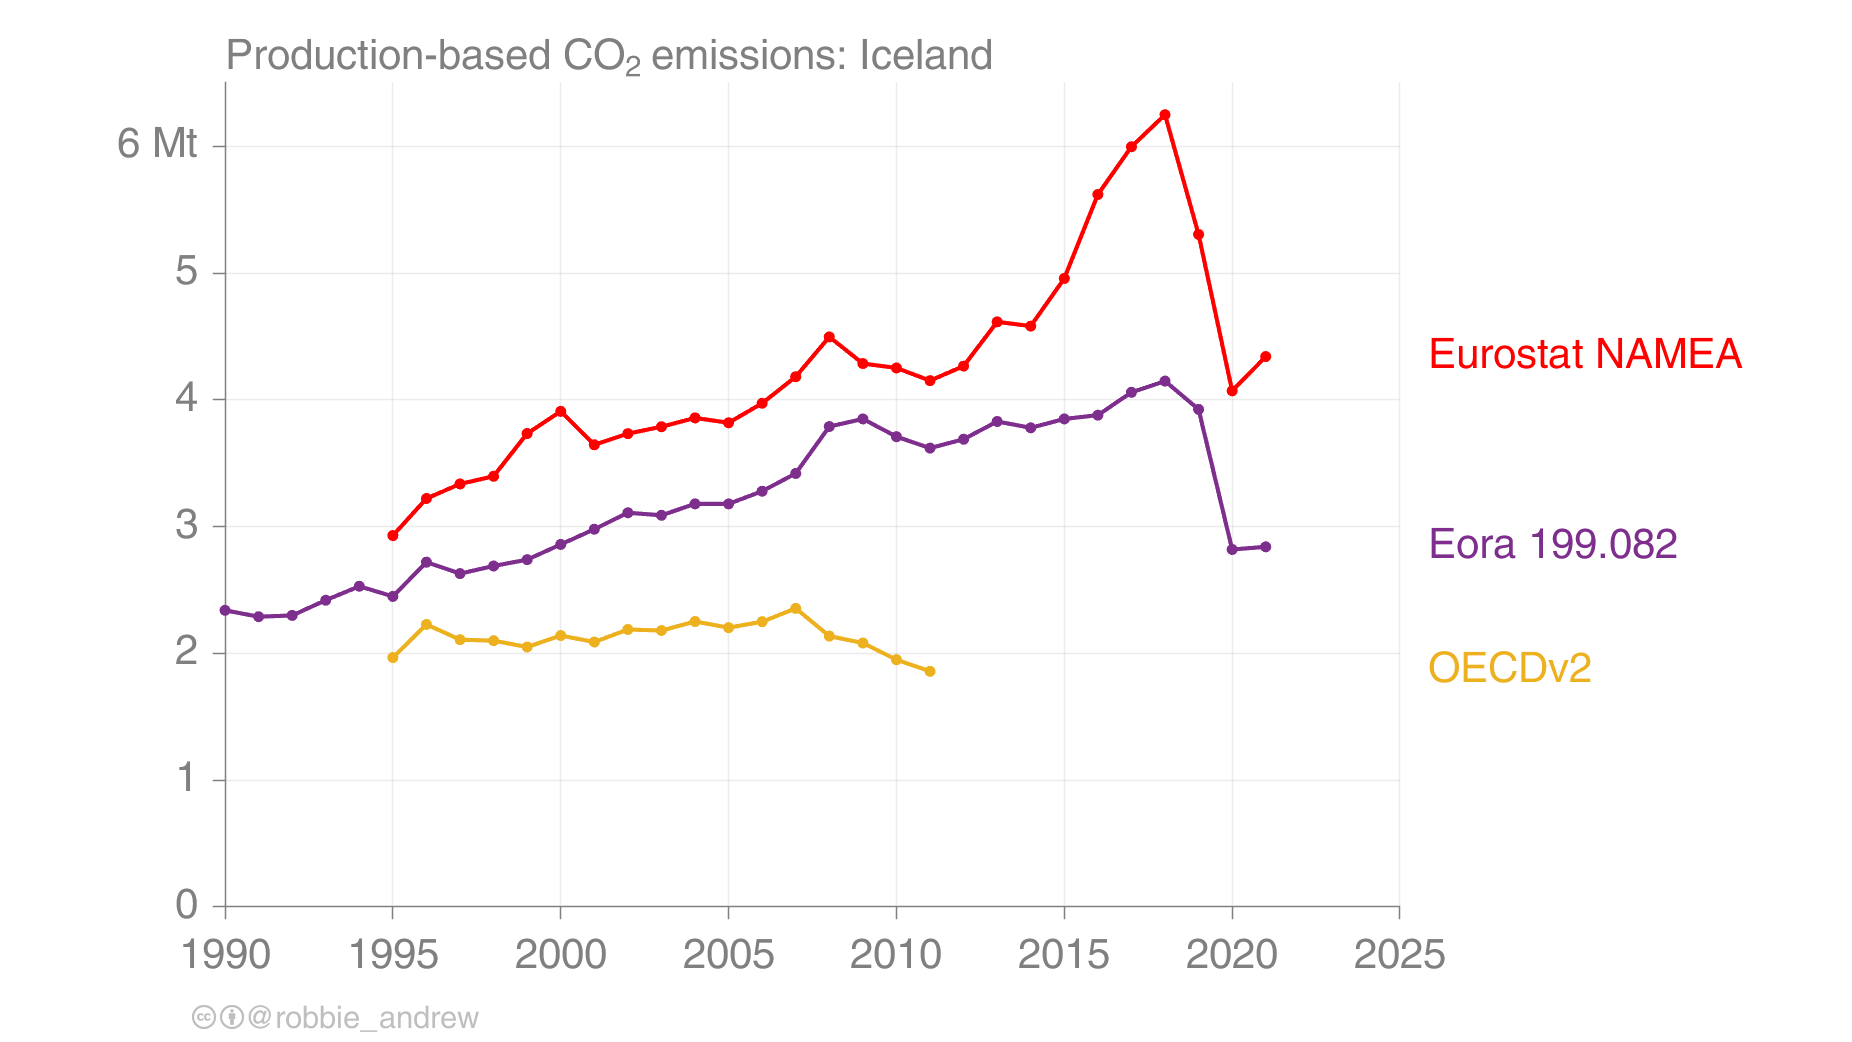 Production-based CO₂ emissions: Iceland
6 Mt
5
4
3
2
1
0
1990 1995 2000 2005 2010 2015 2020 2025
Eurostat NAMEA
Eora 199.082
OECDv2
@robbie_andrew